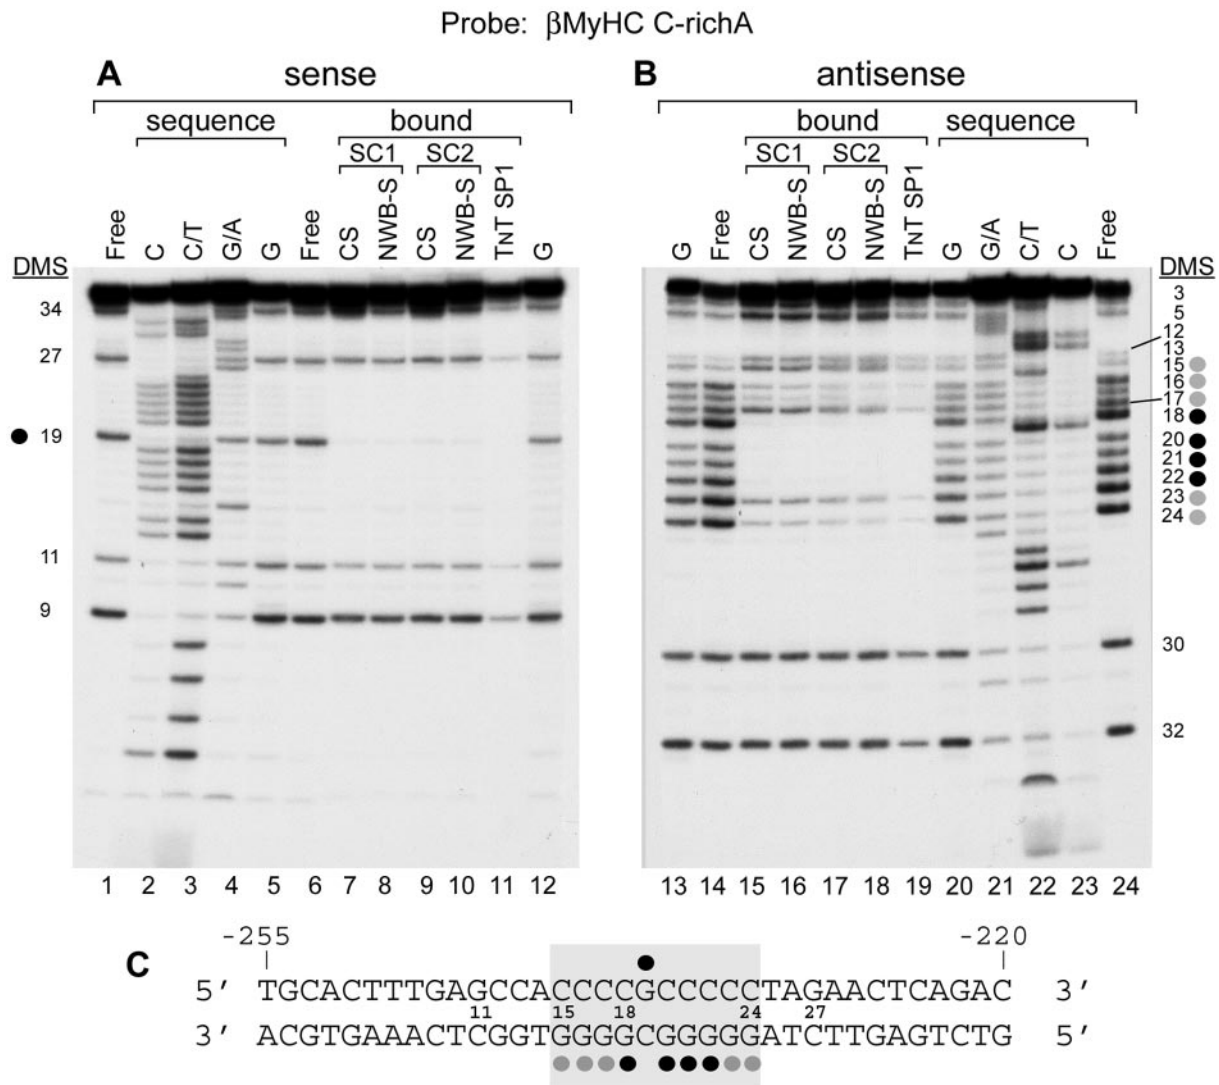 Probe: βMyHC C-richA
A sense
sequence bound
SC1 SC2
Free C C/T G/A G Free CS NWB-S CS NWB-S TNT SP1 G
DMS
34
27
19
11
9
1 2 3 4 5 6 7 8 9 10 11 12
B antisense
bound sequence
SC1 SC2
G Free CS NWB-S CS NWB-S TNT SP1 G G/A C/T C Free
DMS
3
5
12
13
15
16
17
18
20
21
22
23
24
30
32
13 14 15 16 17 18 19 20 21 22 23 24
-255 -220
C
5′ TGCACTTTGAGCCACCCCGCCCCCTAGAACTCAGAC 3′
11 15 18 24 27
3′ ACGTGAAACTCGGTGGGGCGGGGGATCTTGAGTCTG 5′